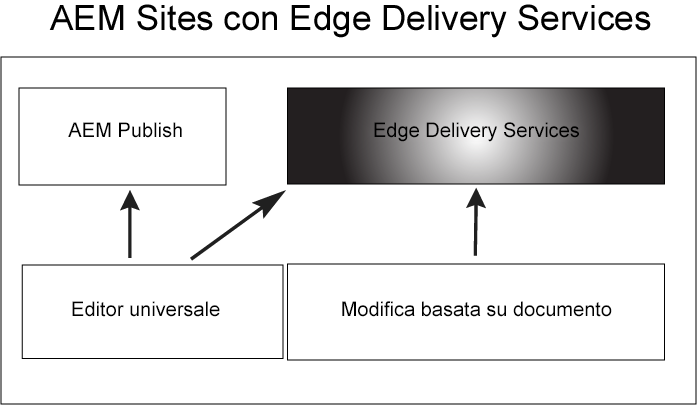 AEM Sites con Edge Delivery Services
AEM Publish
Edge Delivery Services
Editor universale
Modifica basata su documento